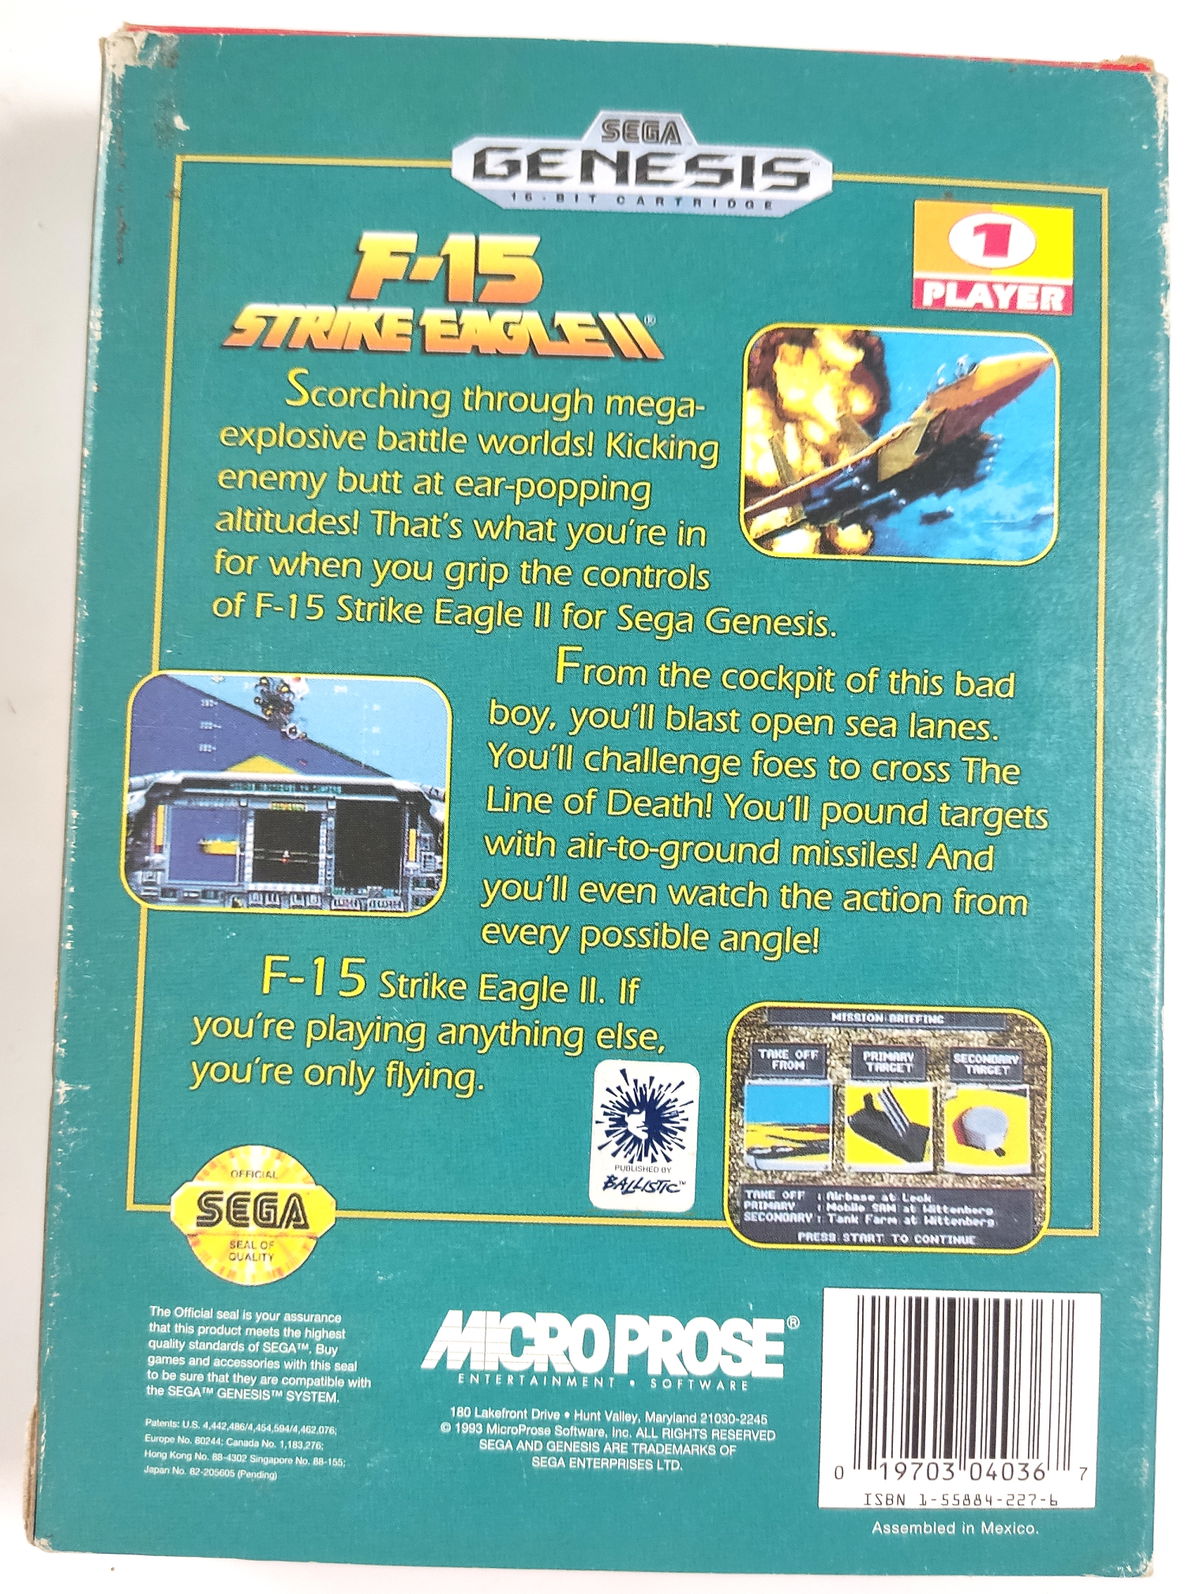 SEGA
GENESIS™
16-BIT CARTRIDGE
1
PLAYER
F-15
STRIKE EAGLE II®
Scorching through mega-
explosive battle worlds! Kicking
enemy butt at ear-popping
altitudes! That's what you're in
for when you grip the controls
of F-15 Strike Eagle II for Sega Genesis.
From the cockpit of this bad
boy, you'll blast open sea lanes.
You'll challenge foes to cross The
Line of Death! You'll pound targets
with air-to-ground missiles! And
you'll even watch the action from
every possible angle!
F-15 Strike Eagle II. If
you're playing anything else,
you're only flying.
PUBLISHED BY
BALLISTIC™
MISSION BRIEFING
TAKE OFF
FROM
PRIMARY
TARGET
SECONDARY
TARGET
TAKE OFF : Airbase at Leck
PRIMARY : Mobile SAM at Wittenberg
SECONDARY : Tank Farm at Wittenberg
PRESS START TO CONTINUE
OFFICIAL
SEGA
SEAL OF
QUALITY
The Official seal is your assurance
that this product meets the highest
quality standards of SEGA™. Buy
games and accessories with this seal
to be sure that they are compatible with
the SEGA™ GENESIS™ SYSTEM.
Patents: U.S. 4,442,486/4,454,594/4,462,076;
Europe No. 80244; Canada No. 1,183,276;
Hong Kong No. 88-4302 Singapore No. 88-155;
Japan No. 82-205605 (Pending)
MICROPROSE®
ENTERTAINMENT • SOFTWARE
180 Lakefront Drive • Hunt Valley, Maryland 21030-2245
© 1993 MicroProse Software, Inc. ALL RIGHTS RESERVED
SEGA AND GENESIS ARE TRADEMARKS OF
SEGA ENTERPRISES LTD.
0 19703 04036 7
ISBN 1-55884-227-6
Assembled in Mexico.